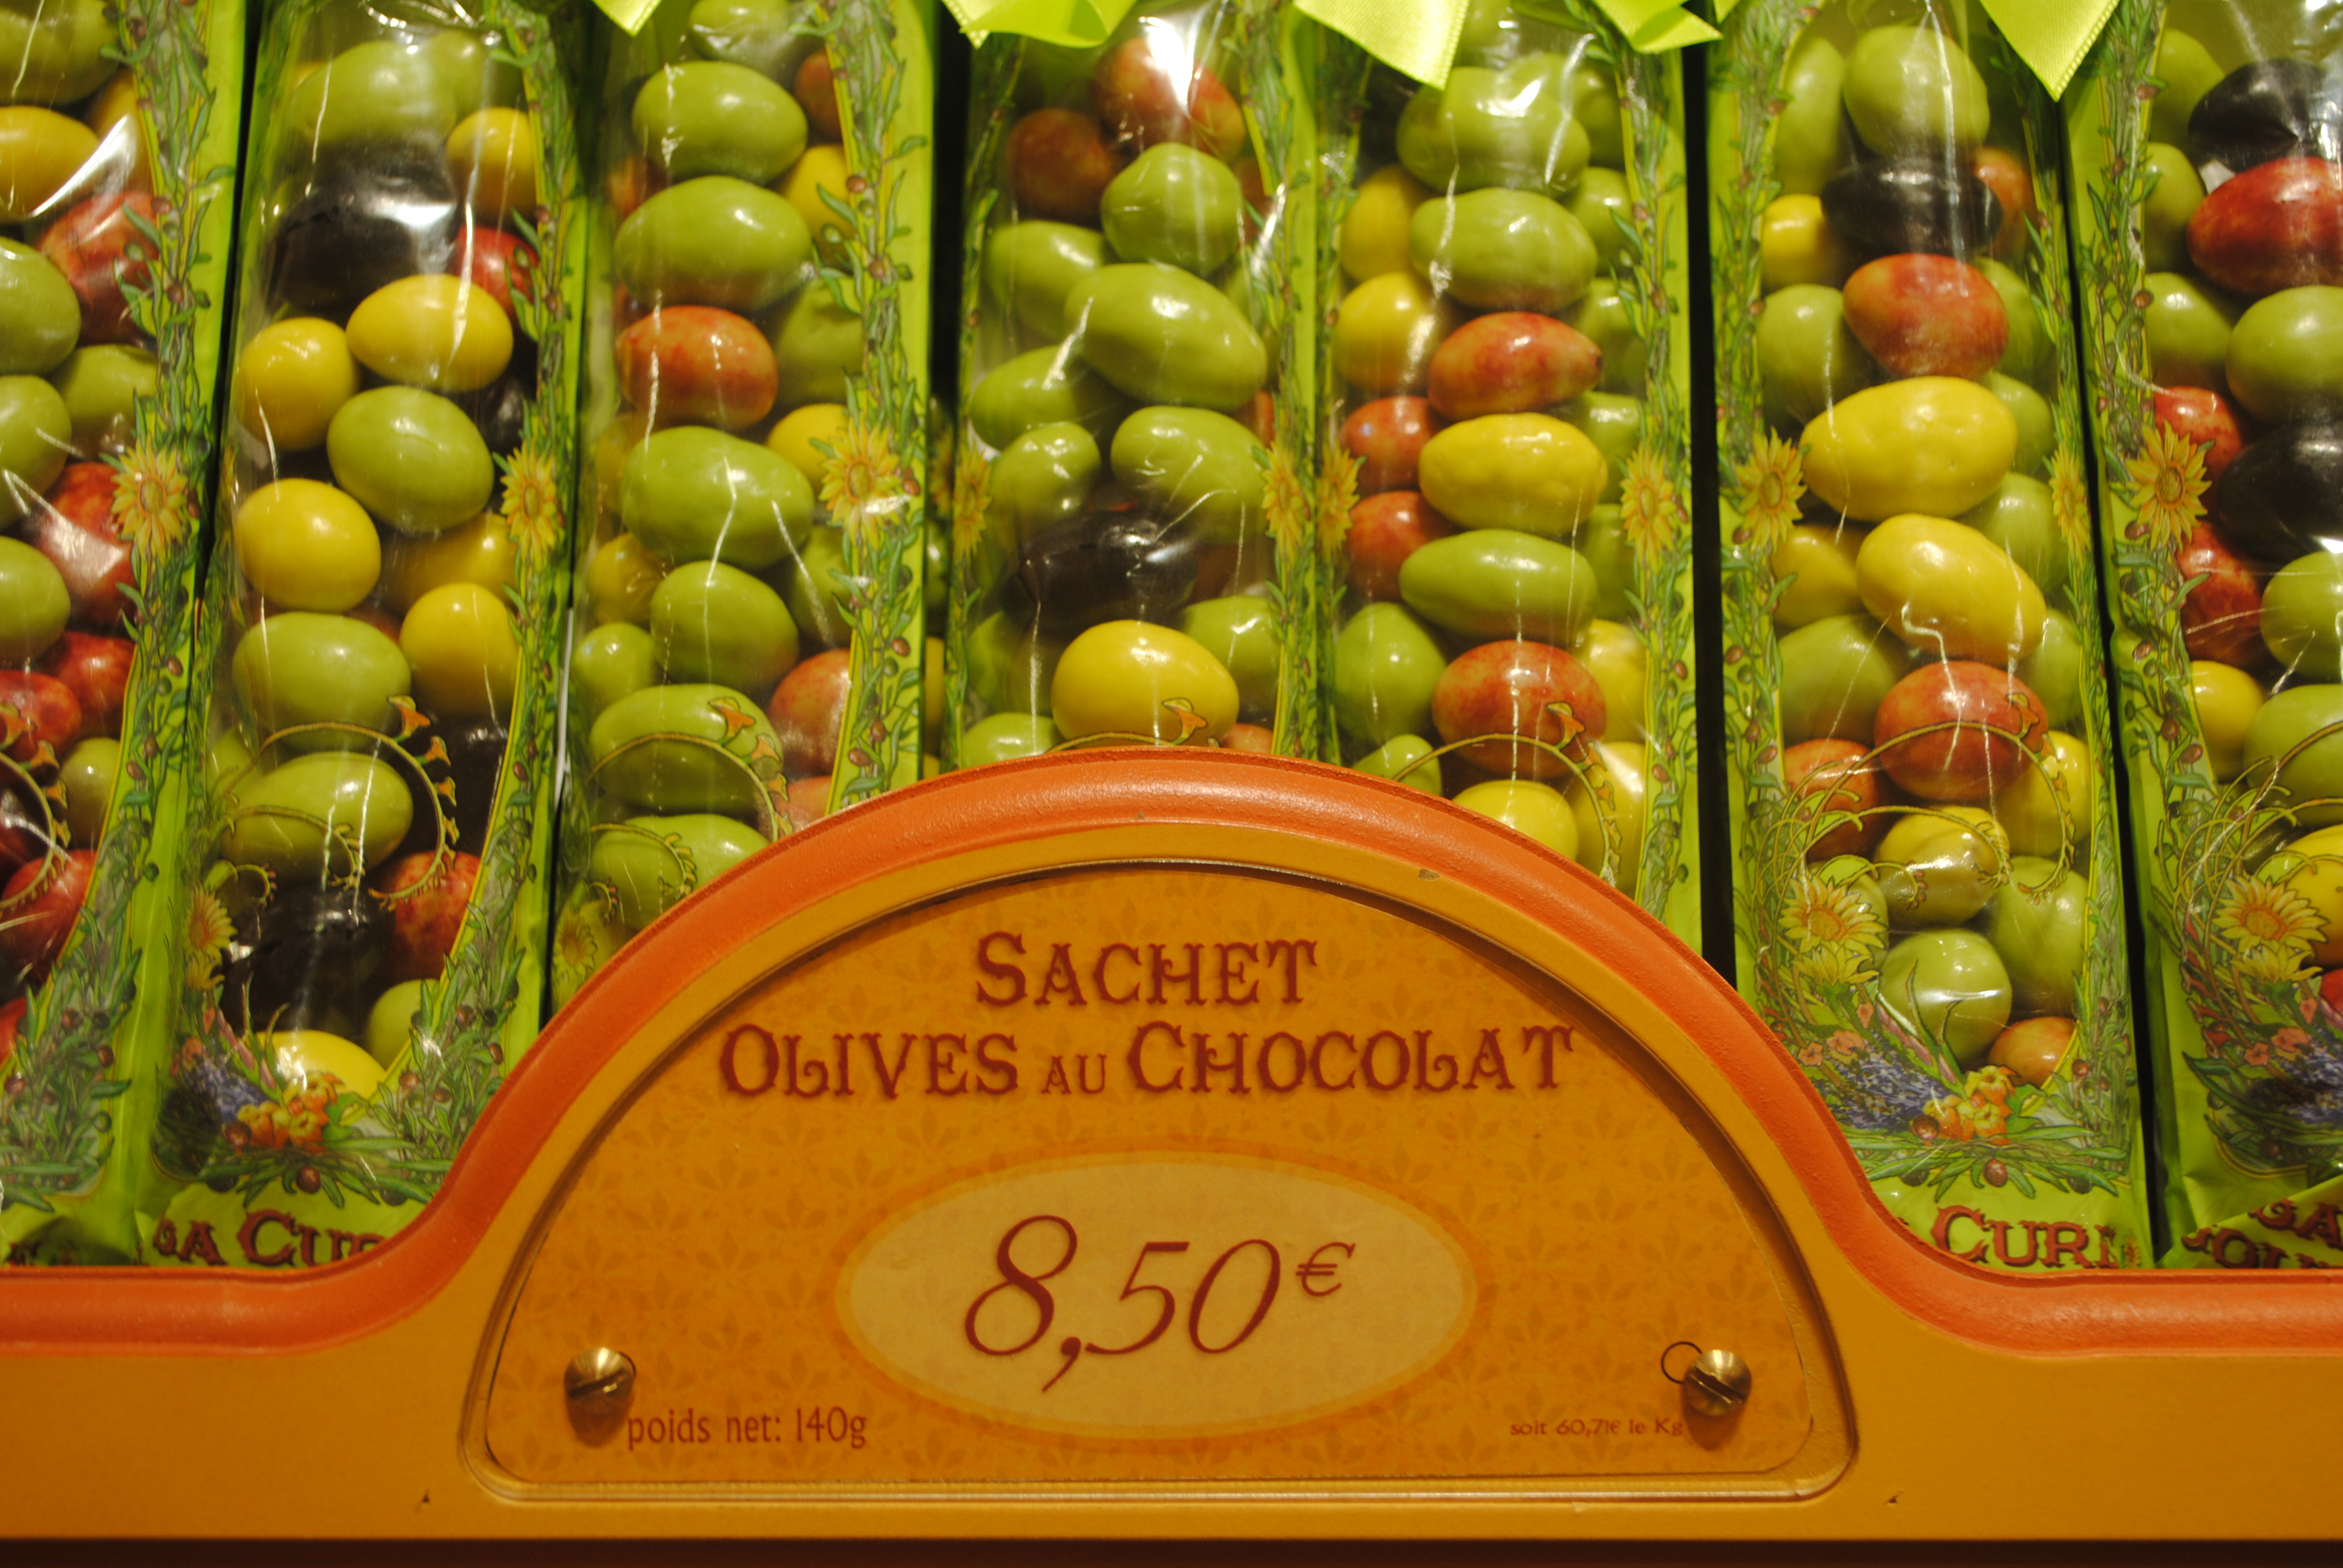 SACHET
OLIVES AU CHOCOLAT
8,50€
poids net: 140g
soit 60,71€ le Kg